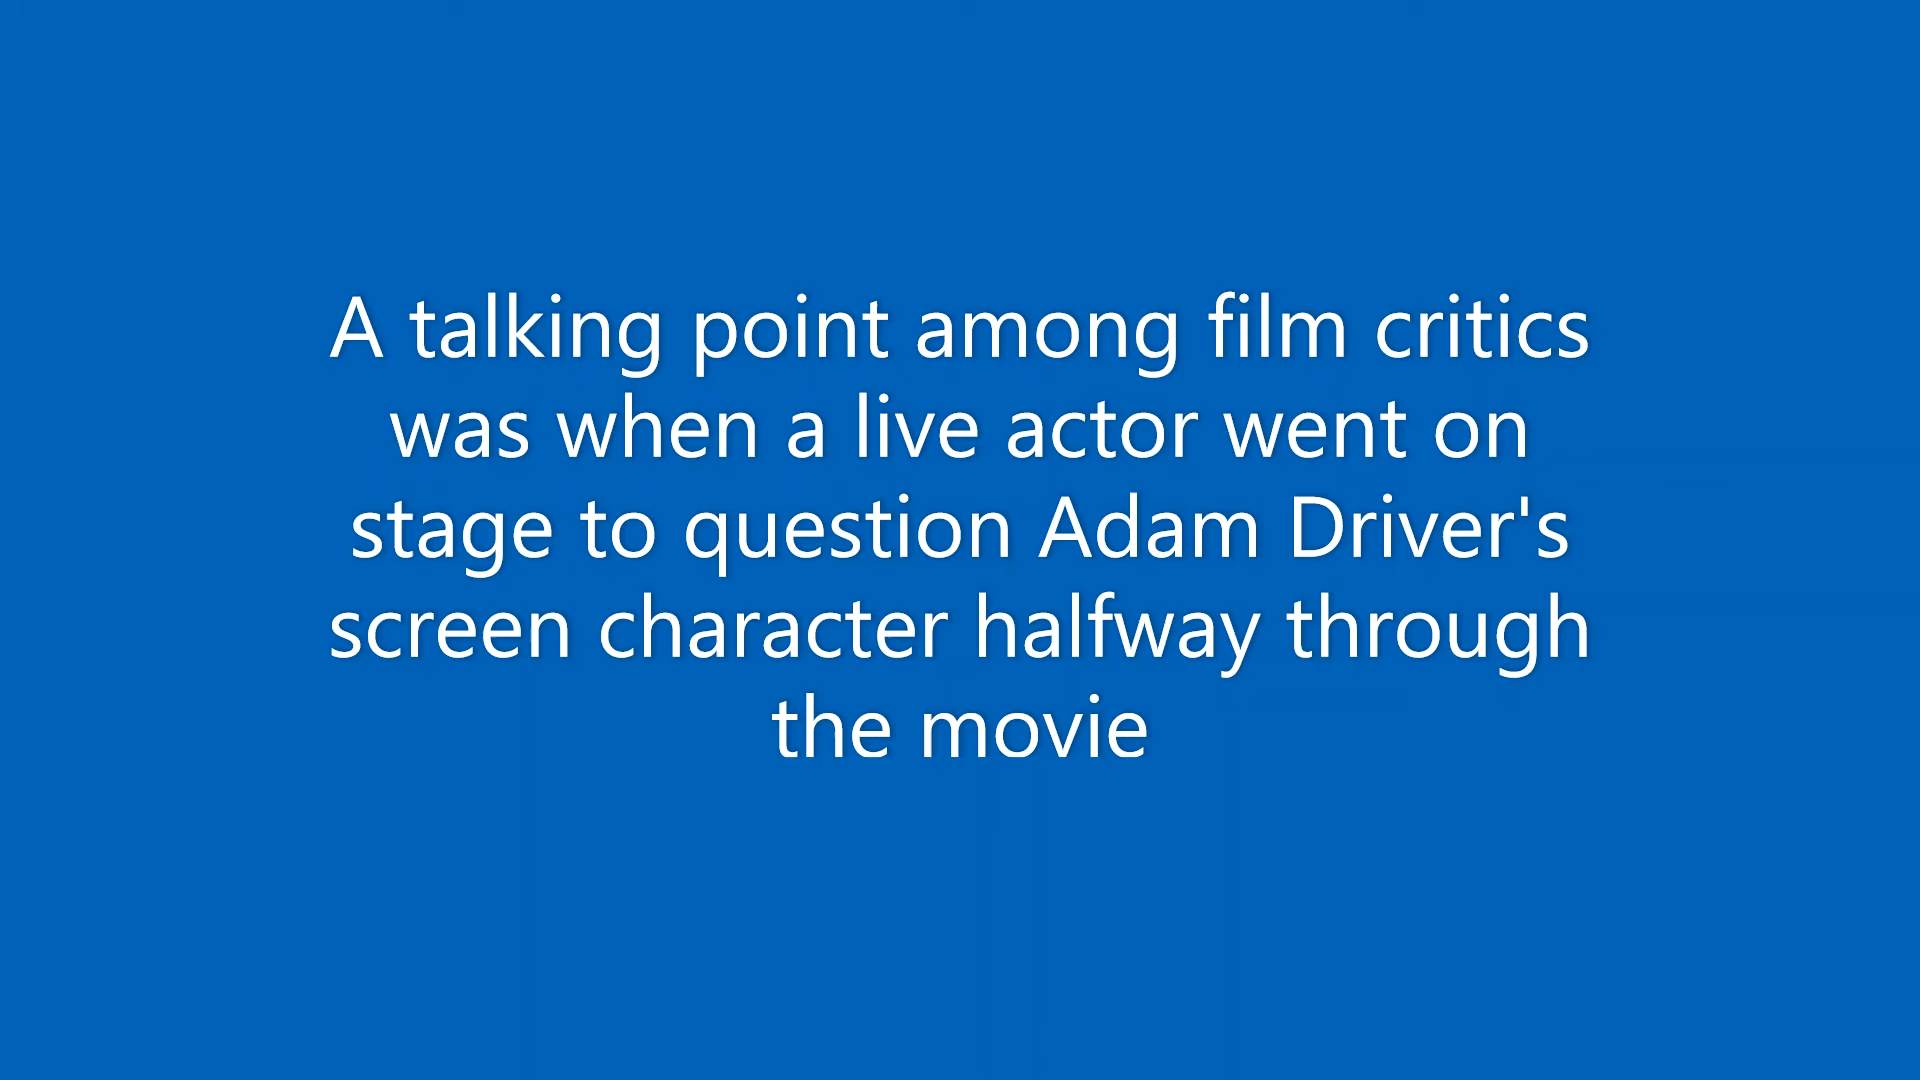 A talking point among film critics
was when a live actor went on
stage to question Adam Driver's
screen character halfway through
the movie